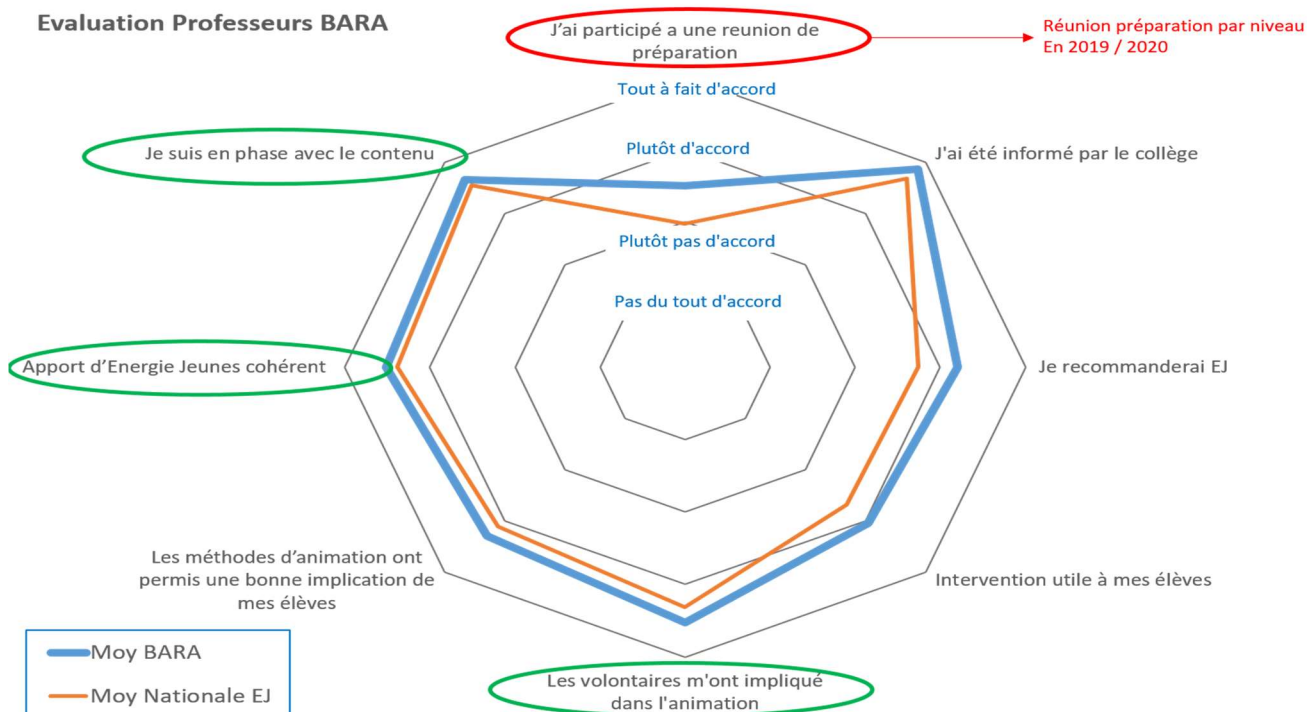 Evaluation Professeurs BARA
J’ai participé a une reunion de
préparation
Réunion préparation par niveau
En 2019 / 2020
Tout à fait d'accord
Plutôt d'accord
Plutôt pas d'accord
Pas du tout d'accord
Je suis en phase avec le contenu
J'ai été informé par le collège
Apport d’Energie Jeunes cohérent
Je recommanderai EJ
Les méthodes d’animation ont
permis une bonne implication de
mes élèves
Intervention utile à mes élèves
Les volontaires m'ont impliqué
dans l'animation
Moy BARA
Moy Nationale EJ